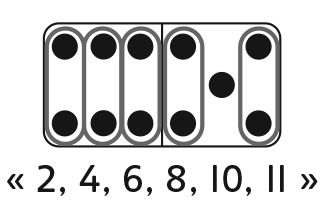 « 2, 4, 6, 8, 10, 11 »